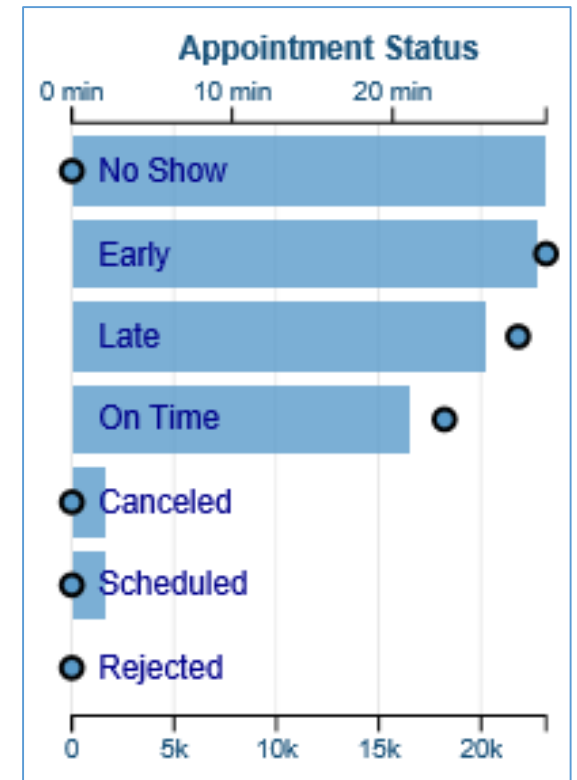 Appointment Status
0 min 10 min 20 min
No Show
Early
Late
On Time
Canceled
Scheduled
Rejected
0 5k 10k 15k 20k